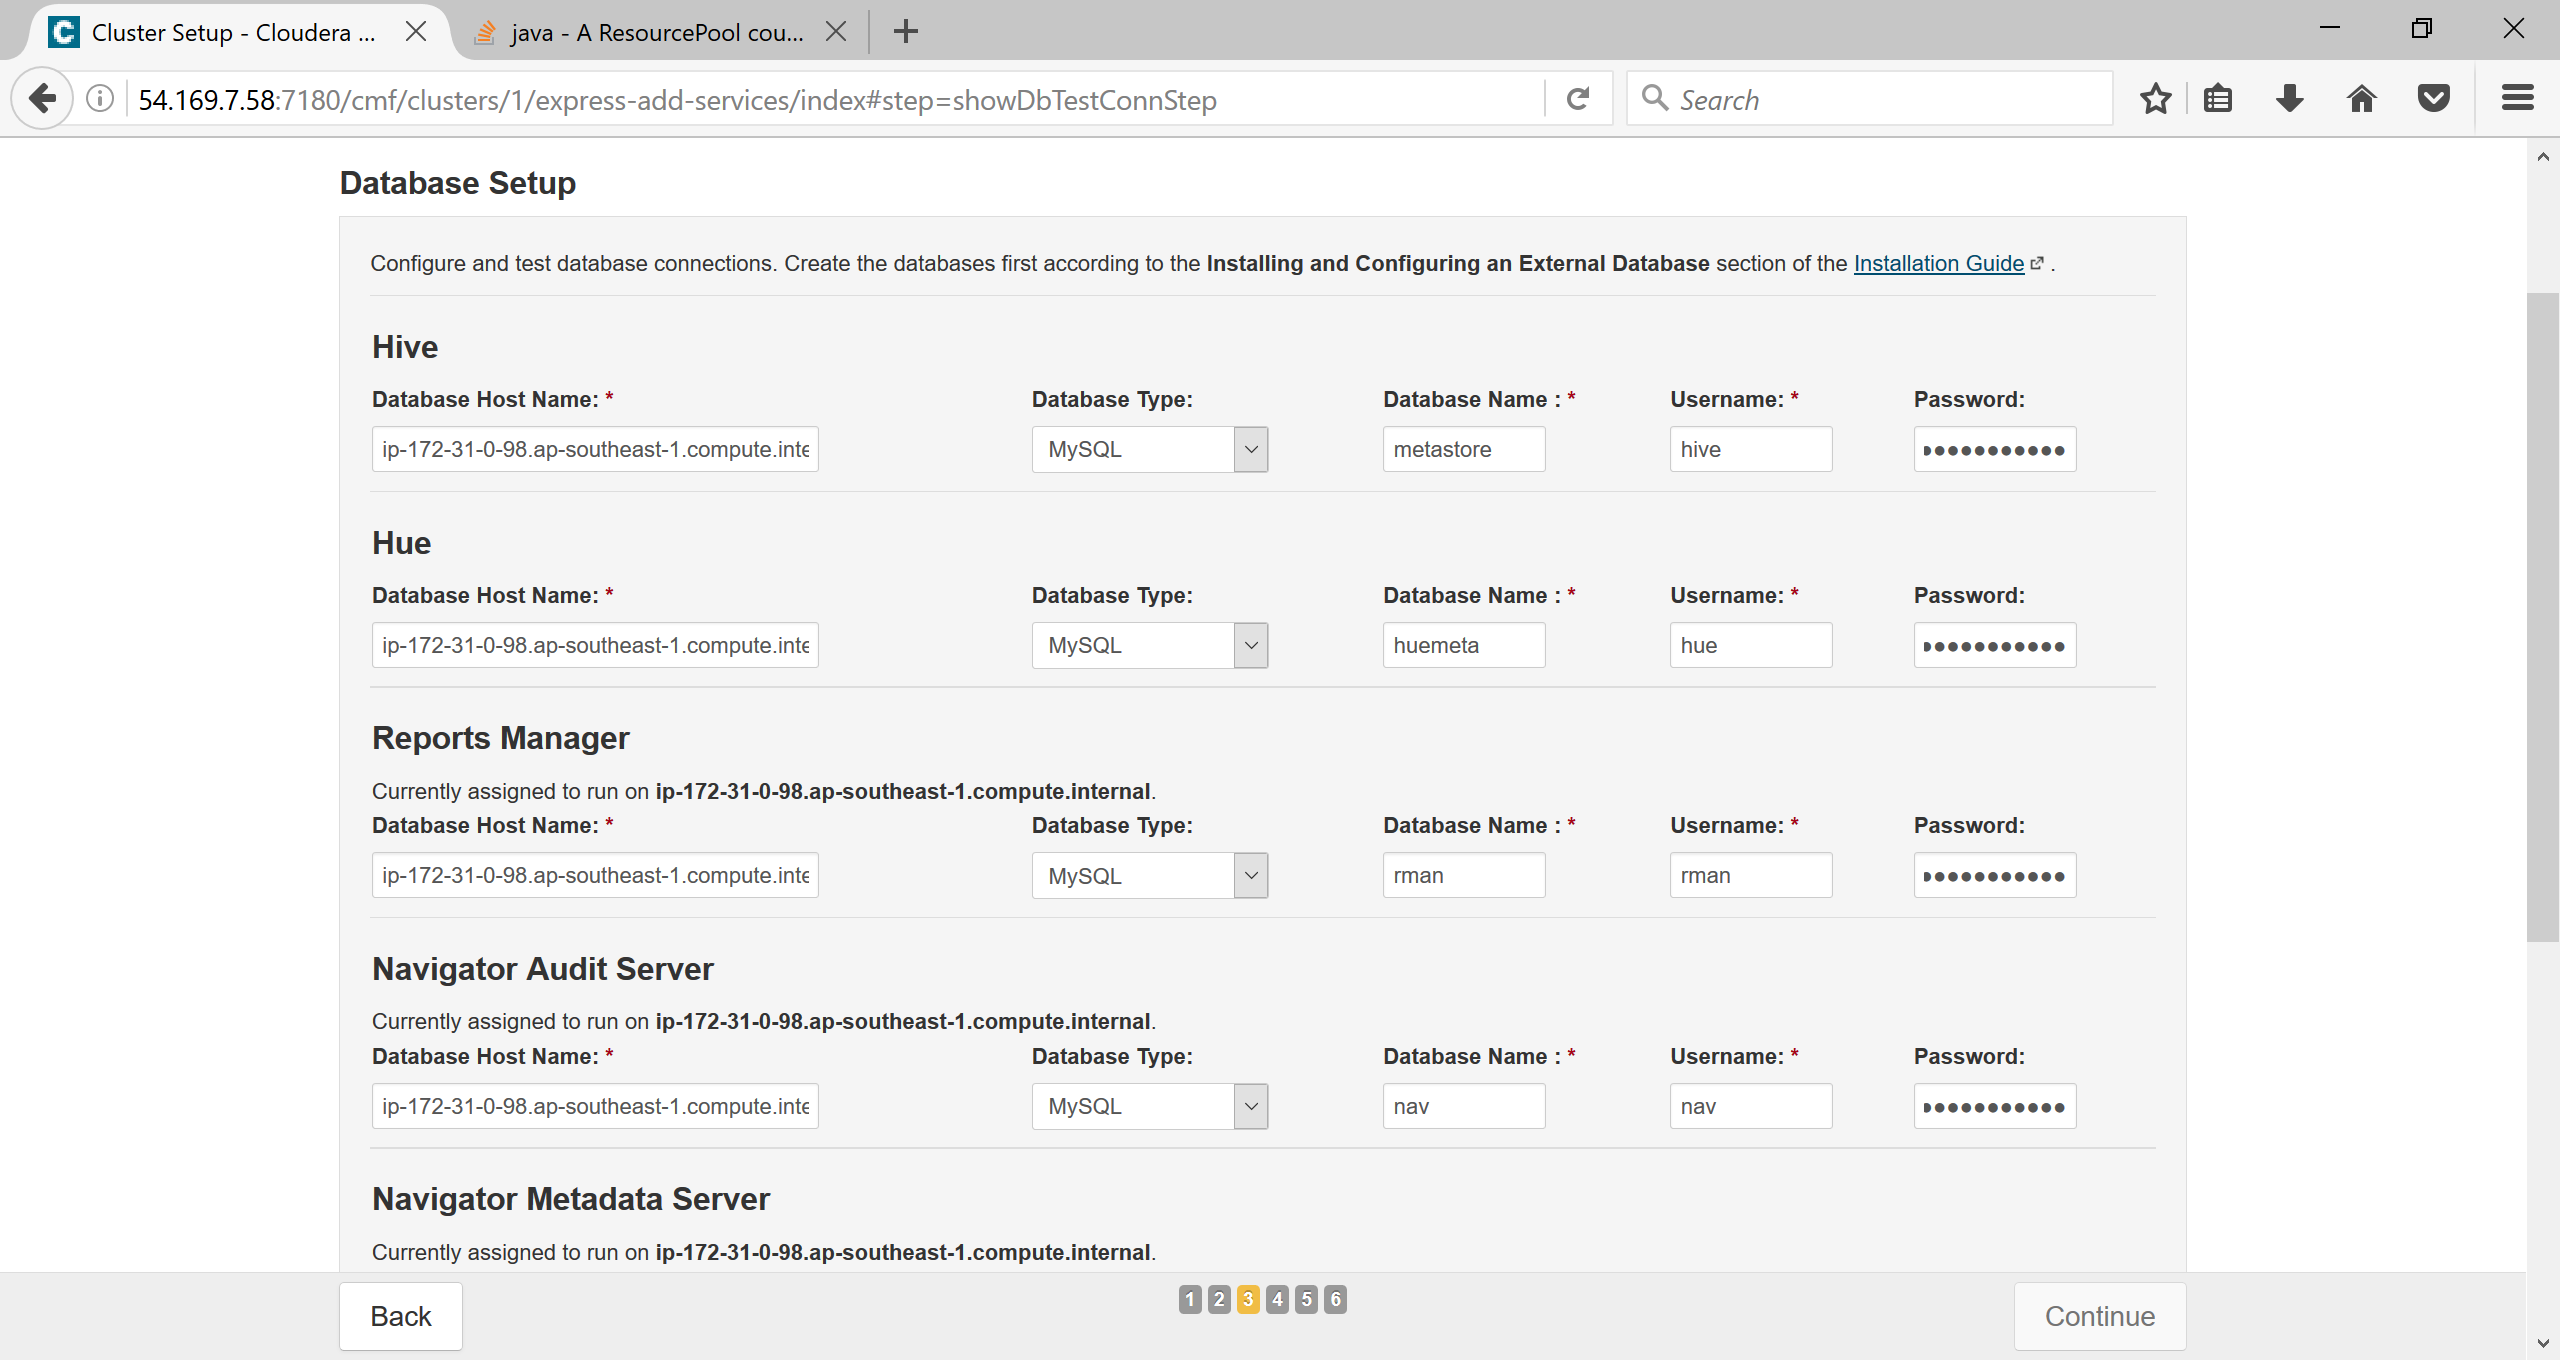 Cluster Setup - Cloudera ...
java - A ResourcePool cou...
54.169.7.58:7180/cmf/clusters/1/express-add-services/index#step=showDbTestConnStep
Search
Database Setup
Configure and test database connections. Create the databases first according to the Installing and Configuring an External Database section of the Installation Guide .
Hive
Database Host Name: * Database Type: Database Name : * Username: * Password:
ip-172-31-0-98.ap-southeast-1.compute.inte MySQL metastore hive
Hue
Database Host Name: * Database Type: Database Name : * Username: * Password:
ip-172-31-0-98.ap-southeast-1.compute.inte MySQL huemeta hue
Reports Manager
Currently assigned to run on ip-172-31-0-98.ap-southeast-1.compute.internal.
Database Host Name: * Database Type: Database Name : * Username: * Password:
ip-172-31-0-98.ap-southeast-1.compute.inte MySQL rman rman
Navigator Audit Server
Currently assigned to run on ip-172-31-0-98.ap-southeast-1.compute.internal.
Database Host Name: * Database Type: Database Name : * Username: * Password:
ip-172-31-0-98.ap-southeast-1.compute.inte MySQL nav nav
Navigator Metadata Server
Currently assigned to run on ip-172-31-0-98.ap-southeast-1.compute.internal.
Back 1 2 3 4 5 6 Continue